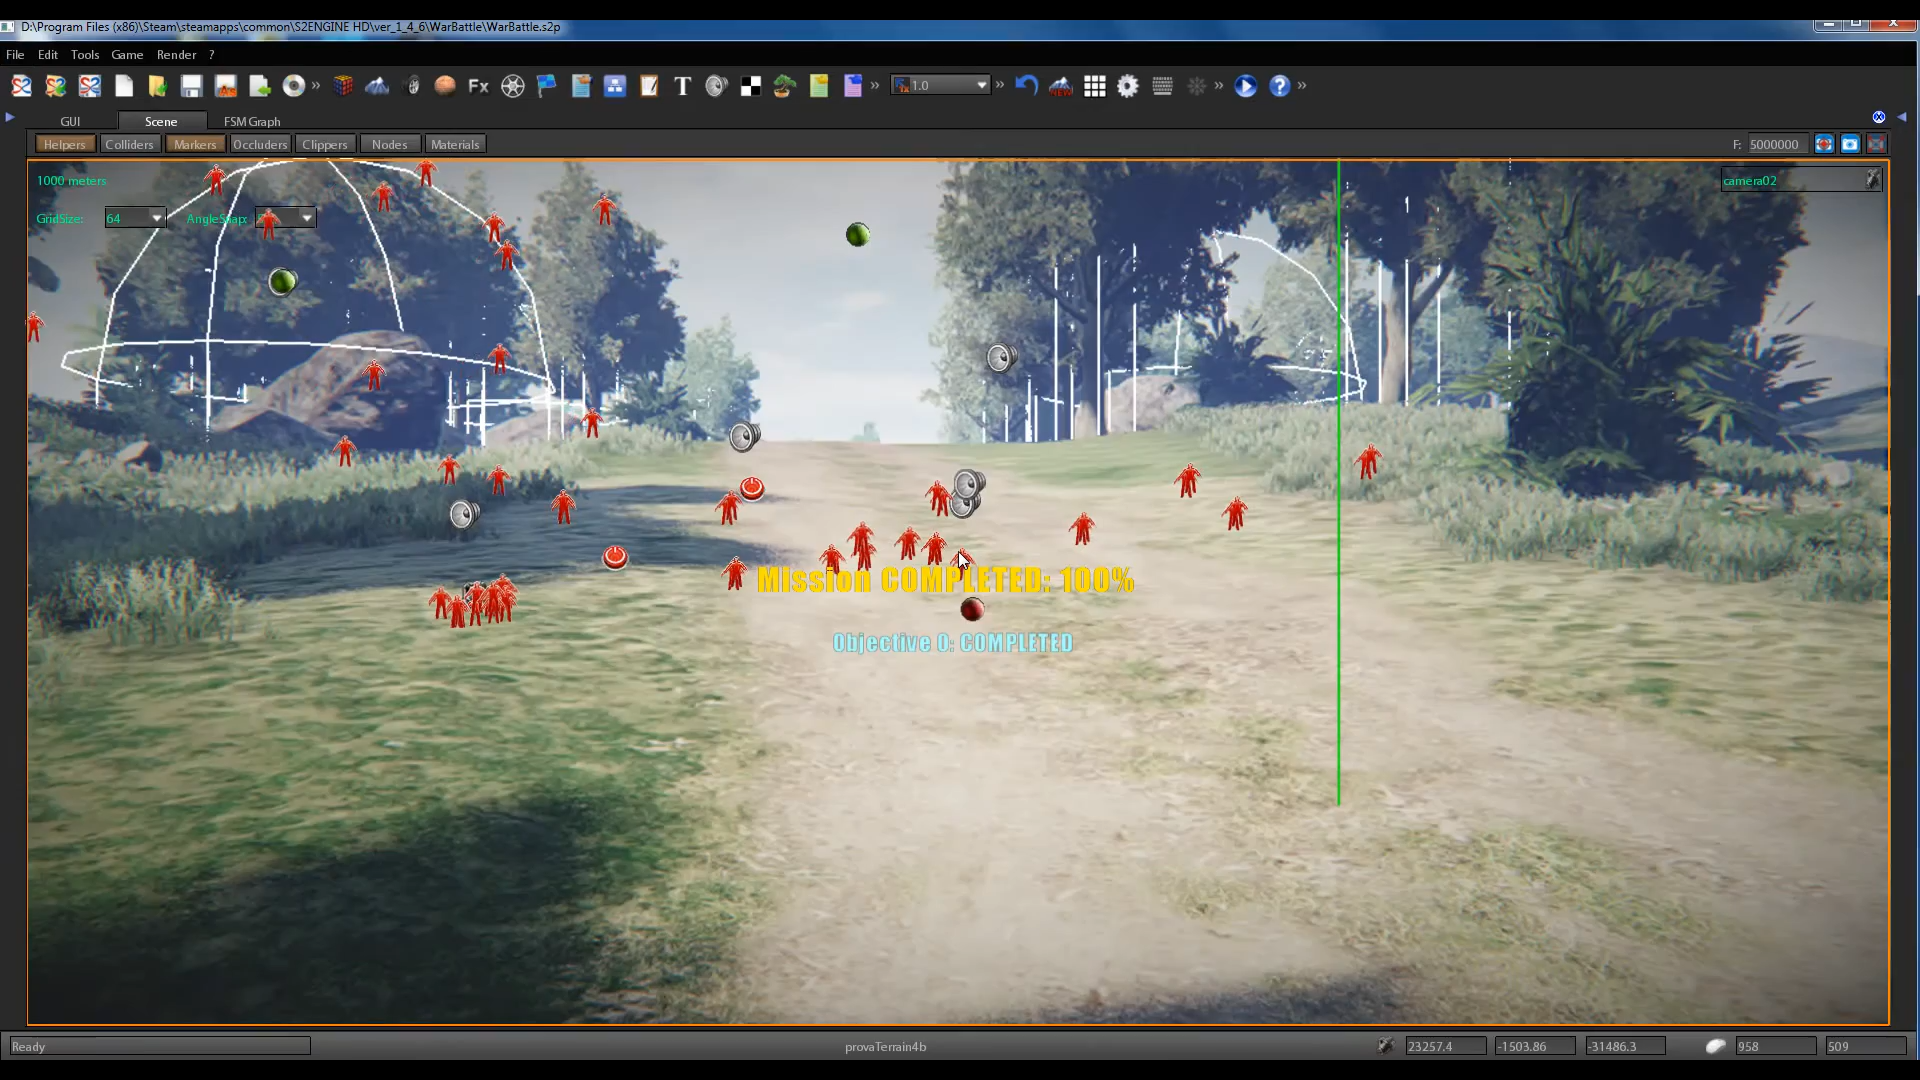 D:\Program Files (x86)\Steam\steamapps\common\S2ENGINE HD\ver_1_4_6\WarBattle\WarBattle.s2p
File Edit Tools Game Render ?
Fx T 1.0
GUI Scene FSM Graph
Helpers Colliders Markers Occluders Clippers Nodes Materials F: 5000000
1000 meters camera02
GridSize: 64 AngleSnap:
Mission COMPLETED: 100%
Objective 0: COMPLETED
Ready provaTerrain4b 23257.4 -1503.86 -31486.3 958 509